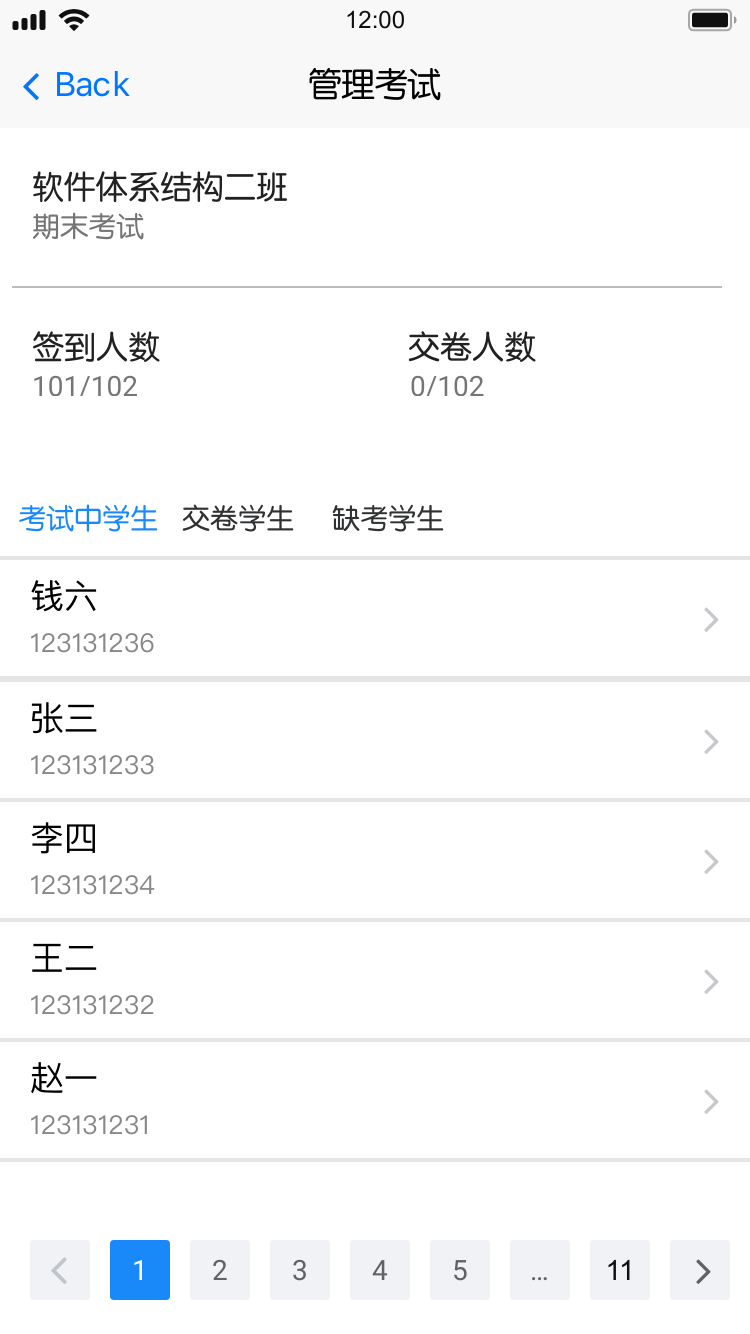 12:00
Back
管理考试
软件体系结构二班
期末考试
签到人数 交卷人数
101/102 0/102
考试中学生 交卷学生 缺考学生
钱六
123131236
张三
123131233
李四
123131234
王二
123131232
赵一
123131231
1 2 3 4 5 ... 11